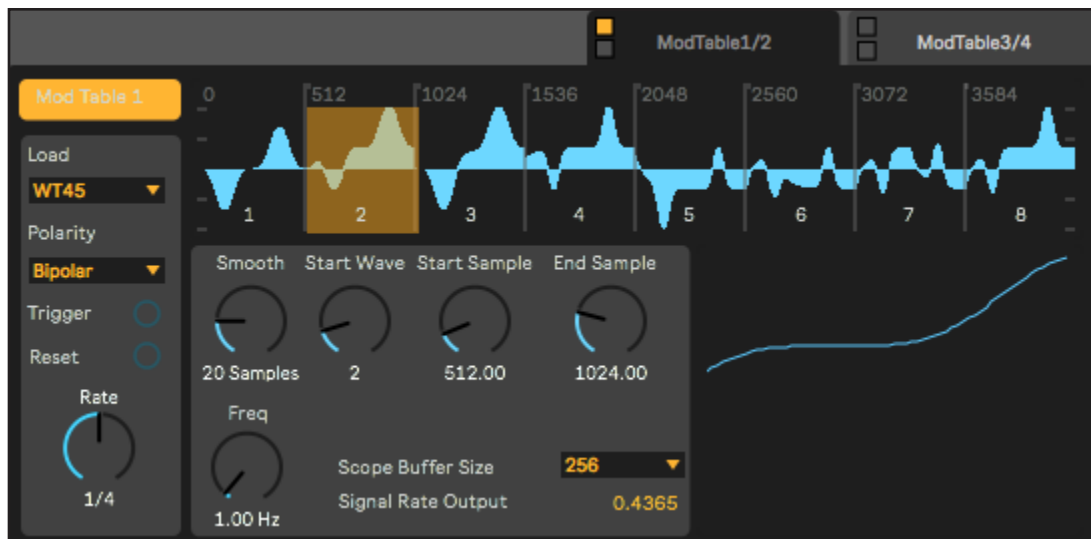 ModTable1/2
ModTable3/4
Mod Table 1
0 512 1024 1536 2048 2560 3072 3584
1 2 3 4 5 6 7 8
Load
WT45
Polarity
Bipolar
Trigger
Reset
Rate
1/4
Smooth Start Wave Start Sample End Sample
20 Samples 2 512.00 1024.00
Freq
1.00 Hz
Scope Buffer Size 256
Signal Rate Output 0.4365